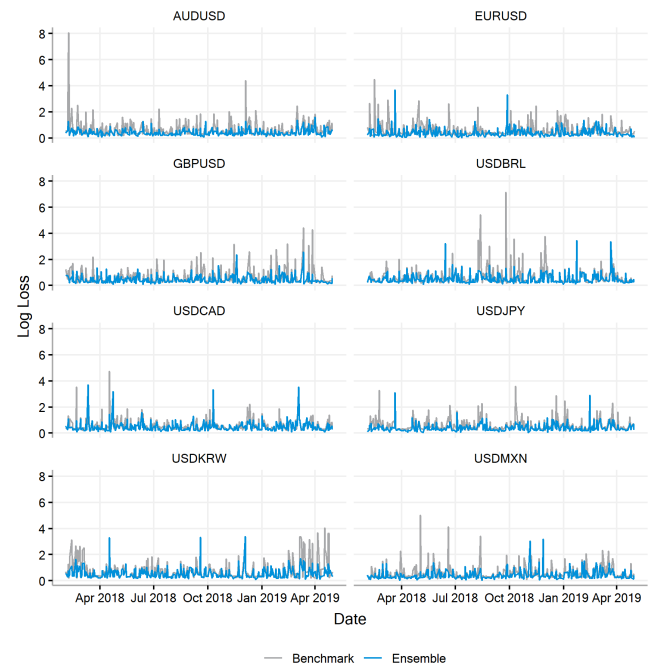 AUDUSD EURUSD
8
6
4
2
0
GBPUSD USDBRL
8
6
4
2
0
Log Loss
USDCAD USDJPY
8
6
4
2
0
USDKRW USDMXN
8
6
4
2
0
Apr 2018 Jul 2018 Oct 2018 Jan 2019 Apr 2019 Apr 2018 Jul 2018 Oct 2018 Jan 2019 Apr 2019
Date
Benchmark Ensemble